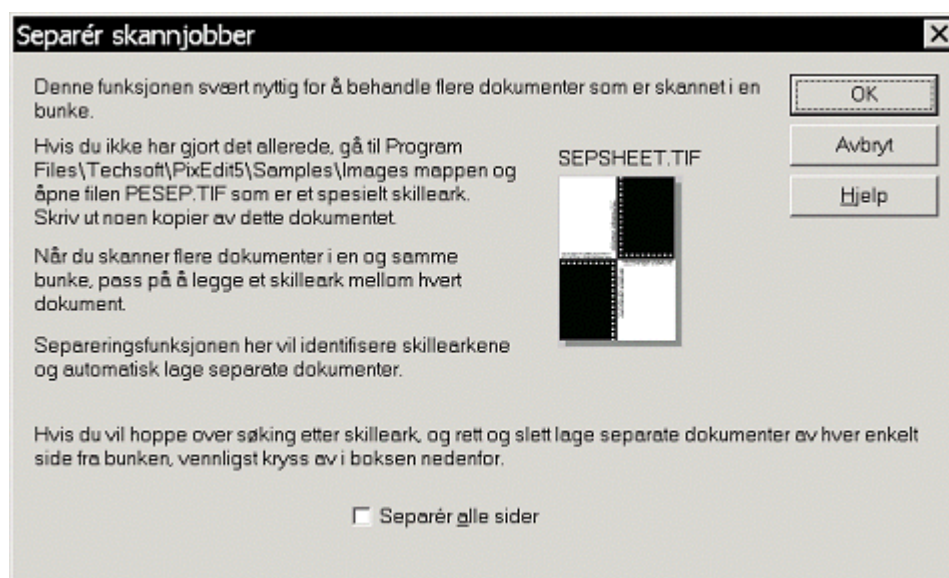 Separér skannjobber
Denne funksjonen svært nyttig for å behandle flere dokumenter som er skannet i en
bunke.
OK
Avbryt
Hjelp
Hvis du ikke har gjort det allerede, gå til Program
Files\Techsoft\PixEdit5\Samples\Images mappen og
åpne filen PESEP.TIF som er et spesielt skilleark.
Skriv ut noen kopier av dette dokumentet.
SEPSHEET.TIF
Når du skanner flere dokumenter i en og samme
bunke, pass på å legge et skilleark mellom hvert
dokument.
Separeringsfunksjonen her vil identifisere skillearkene
og automatisk lage separate dokumenter.
Hvis du vil hoppe over søking etter skilleark, og rett og slett lage separate dokumenter av hver enkelt
side fra bunken, vennligst kryss av i boksen nedenfor.
Separér alle sider